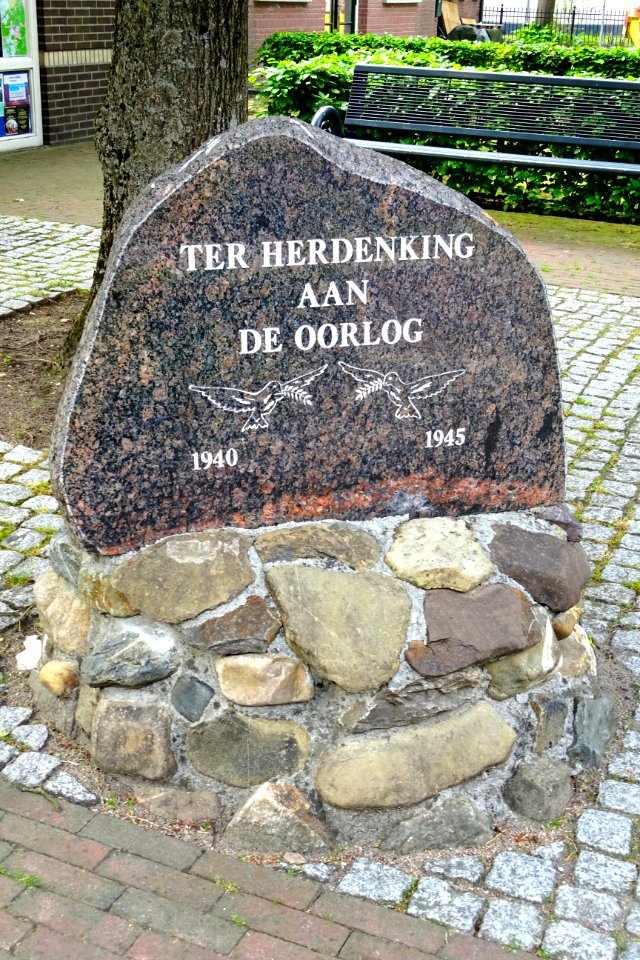 TER HERDENKING
AAN
DE OORLOG
1940
1945